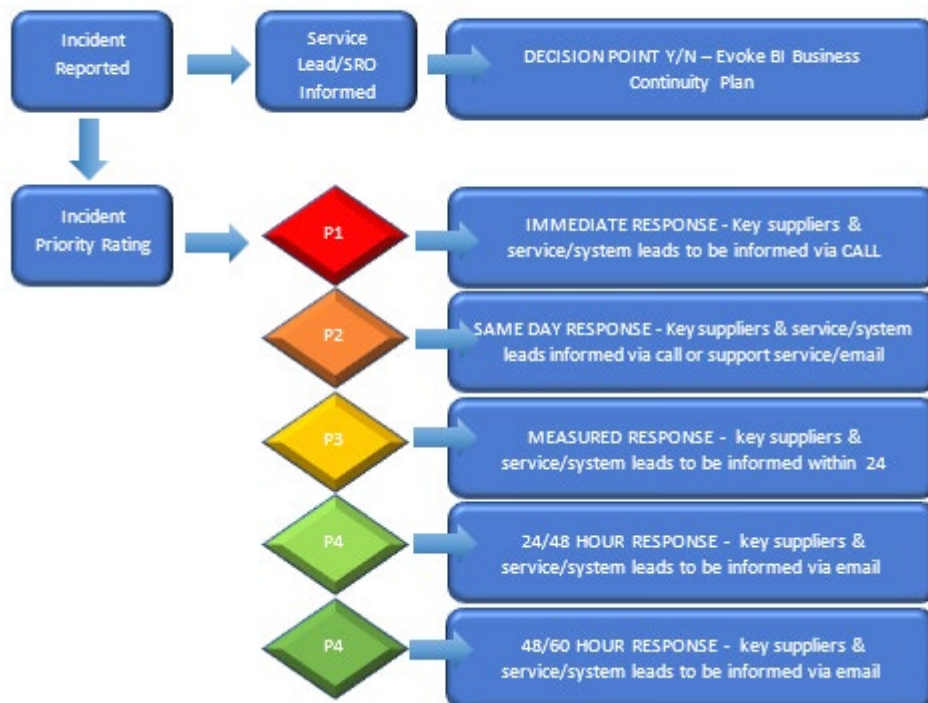 Incident
Reported
Service
Lead/SRO
Informed
DECISION POINT Y/N – Evoke BI Business
Continuity Plan
Incident
Priority Rating
P1
IMMEDIATE RESPONSE - Key suppliers &
service/system leads to be informed via CALL
P2
SAME DAY RESPONSE - Key suppliers & service/system
leads informed via call or support service/email
P3
MEASURED RESPONSE - key suppliers &
service/system leads to be informed within 24
P4
24/48 HOUR RESPONSE - key suppliers &
service/system leads to be informed via email
P4
48/60 HOUR RESPONSE - key suppliers &
service/system leads to be informed via email